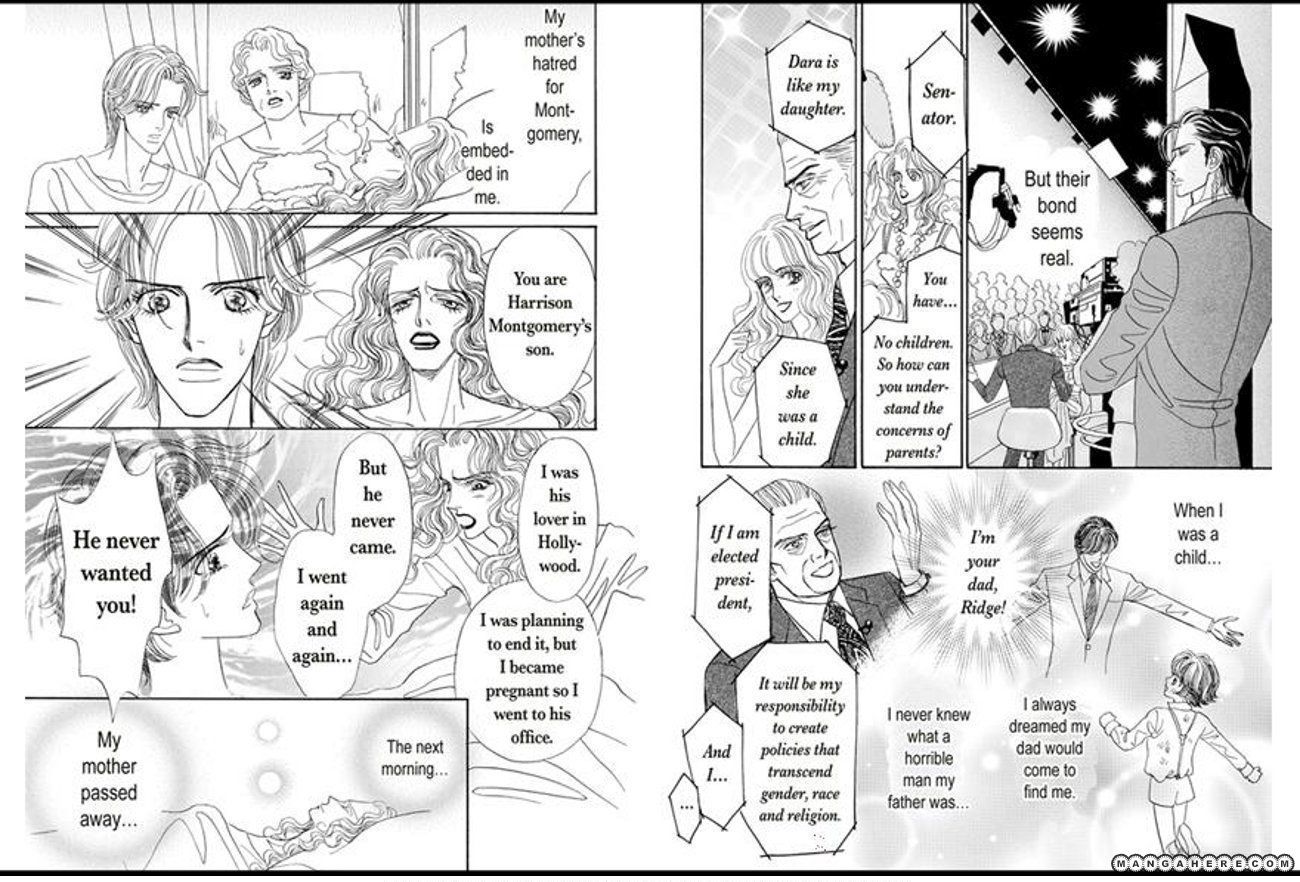 But their
bond
seems
real.
Sen-
ator.
You
have...
No children.
So how can
you under-
stand the
concerns of
parents?
Dara is
like my
daughter.
Since
she
was a
child.
When I
was a
child...
I'm
your
dad,
Ridge!
I always
dreamed my
dad would
come to
find me.
I never knew
what a
horrible
man my
father was...
If I am
elected
presi-
dent,
It will be my
responsibility
to create
policies that
transcend
gender, race
and religion.
And
I...
...
My
mother's
hatred
for
Mont-
gomery,
Is
embed-
ded in
me.
You are
Harrison
Montgomery's
son.
I was
his
lover in
Holly-
wood.
I was planning
to end it, but
I became
pregnant so I
went to his
office.
But
he
never
came.
I went
again
and
again...
He never
wanted
you!
The next
morning...
My
mother
passed
away...
MANGAHERE.COM